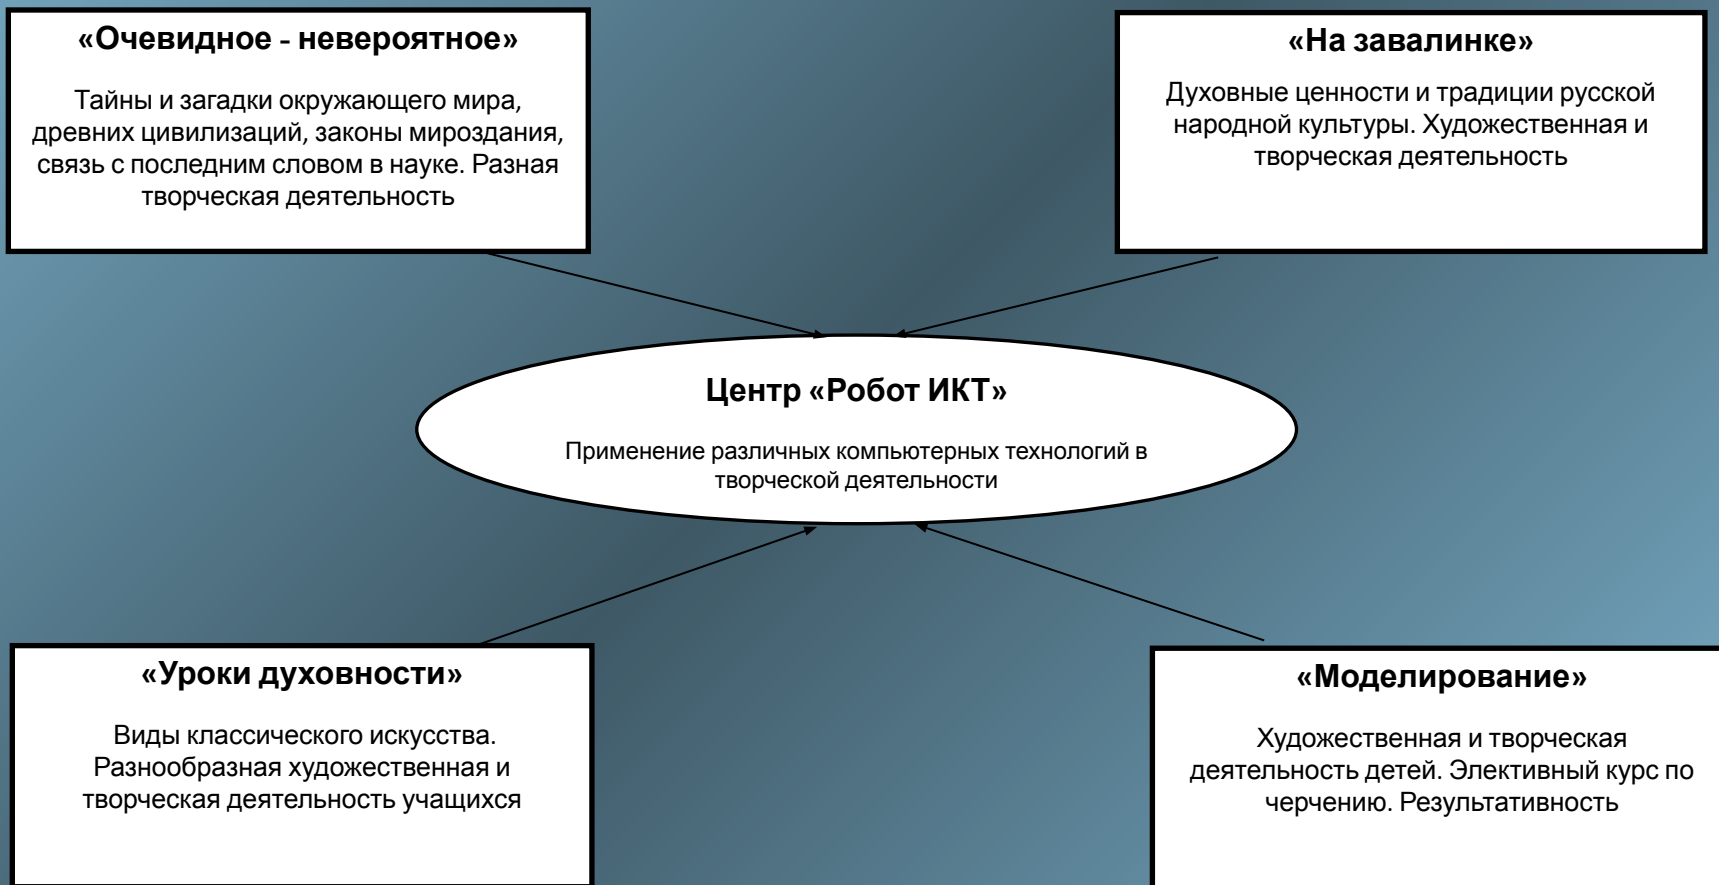 «Очевидное - невероятное»
Тайны и загадки окружающего мира,
древних цивилизаций, законы мироздания,
связь с последним словом в науке. Разная
творческая деятельность
«На завалинке»
Духовные ценности и традиции русской
народной культуры. Художественная и
творческая деятельность
Центр «Робот ИКТ»
Применение различных компьютерных технологий в
творческой деятельности
«Уроки духовности»
Виды классического искусства.
Разнообразная художественная и
творческая деятельность учащихся
«Моделирование»
Художественная и творческая
деятельность детей. Элективный курс по
черчению. Результативность